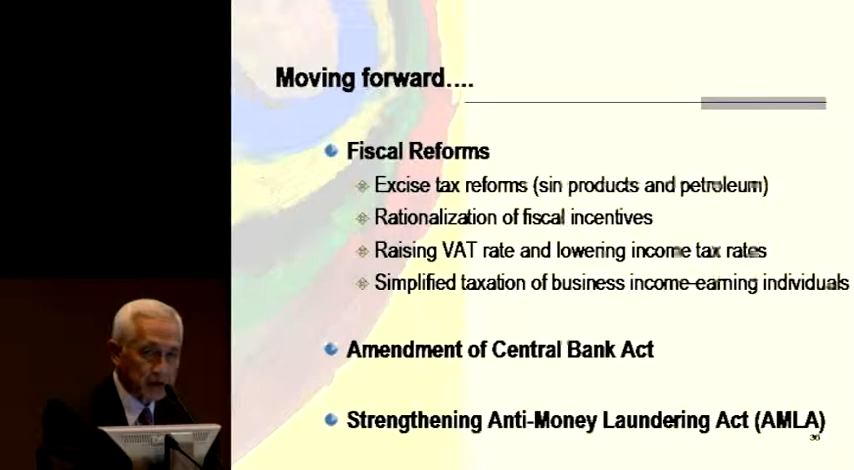 Moving forward....
Fiscal Reforms
Excise tax reforms (sin products and petroleum)
Rationalization of fiscal incentives
Raising VAT rate and lowering income tax rates
Simplified taxation of business income-earning individuals
Amendment of Central Bank Act
Strengthening Anti-Money Laundering Act (AMLA)
36